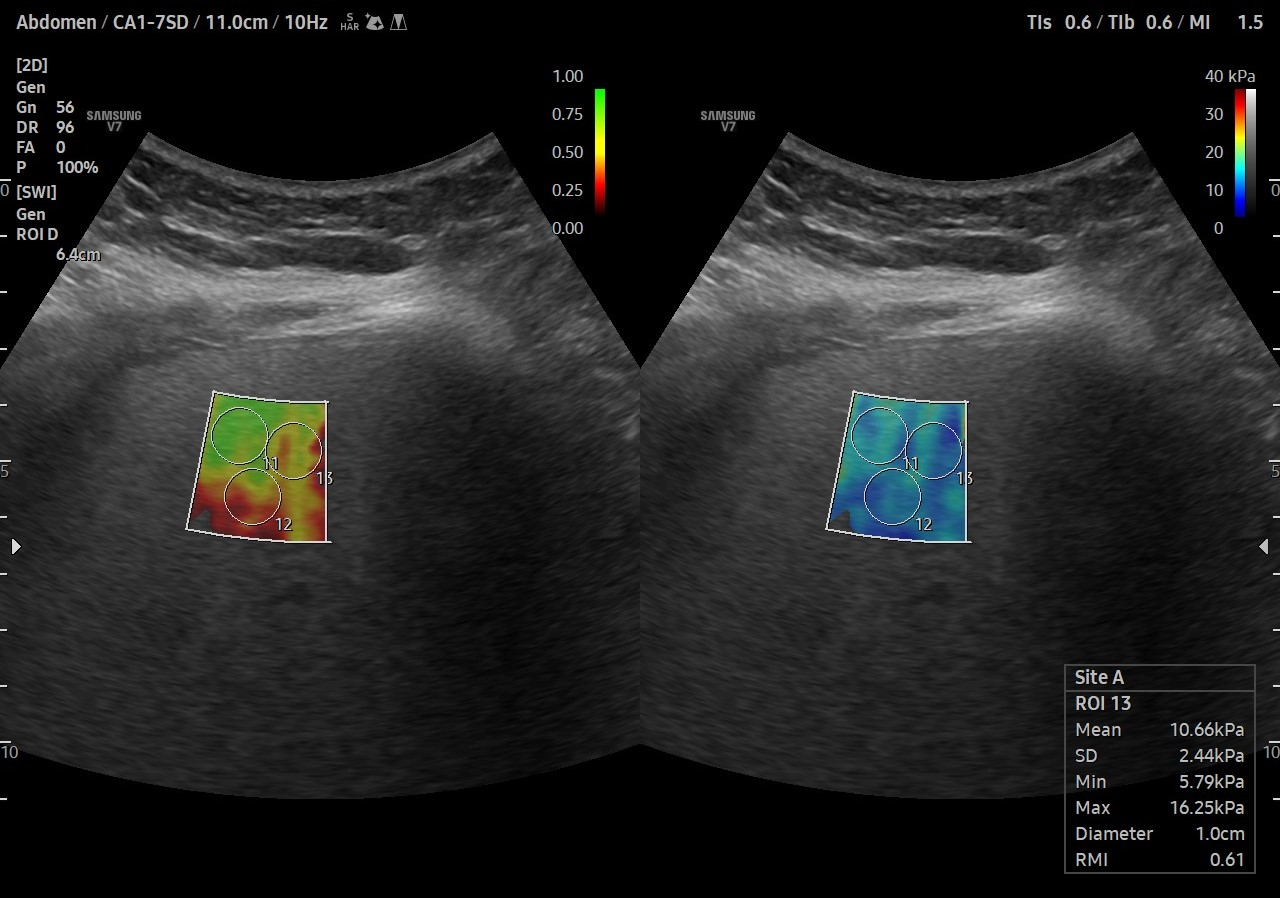 Abdomen / CA1-7SD / 11.0cm / 10Hz S HAR
TIs 0.6 / TIb 0.6 / MI 1.5
[2D]
Gen
Gn 56
DR 96
FA 0
P 100%
[SWI]
Gen
ROI D
6.4cm
SAMSUNG
V7
1.00
0.75
0.50
0.25
0.00
0
5
10
11
13
12
SAMSUNG
V7
40 kPa
30
20
10
0
0
5
10
11
13
12
Site A
ROI 13
Mean 10.66kPa
SD 2.44kPa
Min 5.79kPa
Max 16.25kPa
Diameter 1.0cm
RMI 0.61